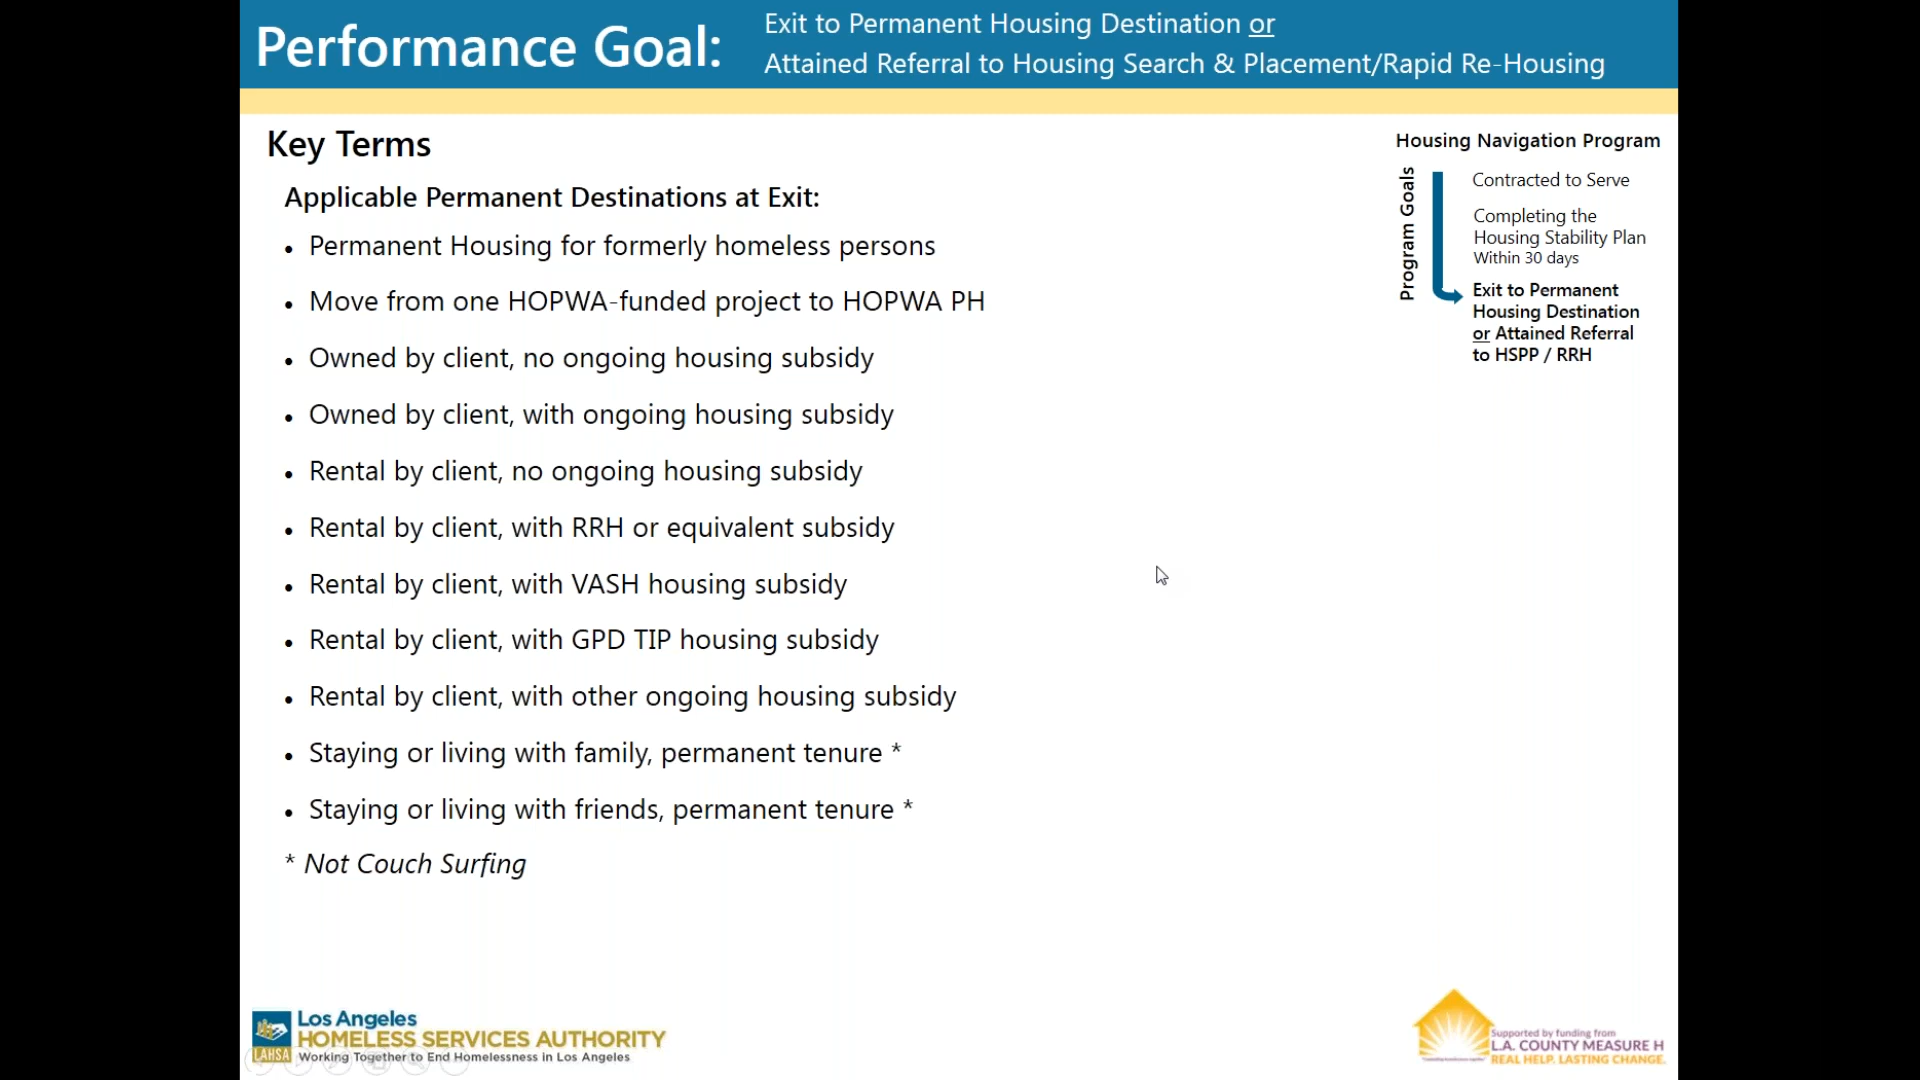 Performance Goal:
Exit to Permanent Housing Destination or
Attained Referral to Housing Search & Placement/Rapid Re-Housing
Key Terms
Applicable Permanent Destinations at Exit:
• Permanent Housing for formerly homeless persons
• Move from one HOPWA-funded project to HOPWA PH
• Owned by client, no ongoing housing subsidy
• Owned by client, with ongoing housing subsidy
• Rental by client, no ongoing housing subsidy
• Rental by client, with RRH or equivalent subsidy
• Rental by client, with VASH housing subsidy
• Rental by client, with GPD TIP housing subsidy
• Rental by client, with other ongoing housing subsidy
• Staying or living with family, permanent tenure *
• Staying or living with friends, permanent tenure *
* Not Couch Surfing
Housing Navigation Program
Program Goals
Contracted to Serve
Completing the
Housing Stability Plan
Within 30 days
Exit to Permanent
Housing Destination
or Attained Referral
to HSPP / RRH
LAHSA
Los Angeles
HOMELESS SERVICES AUTHORITY
Working Together to End Homelessness in Los Angeles
Supported by funding from
L.A. COUNTY MEASURE H
REAL HELP. LASTING CHANGE.